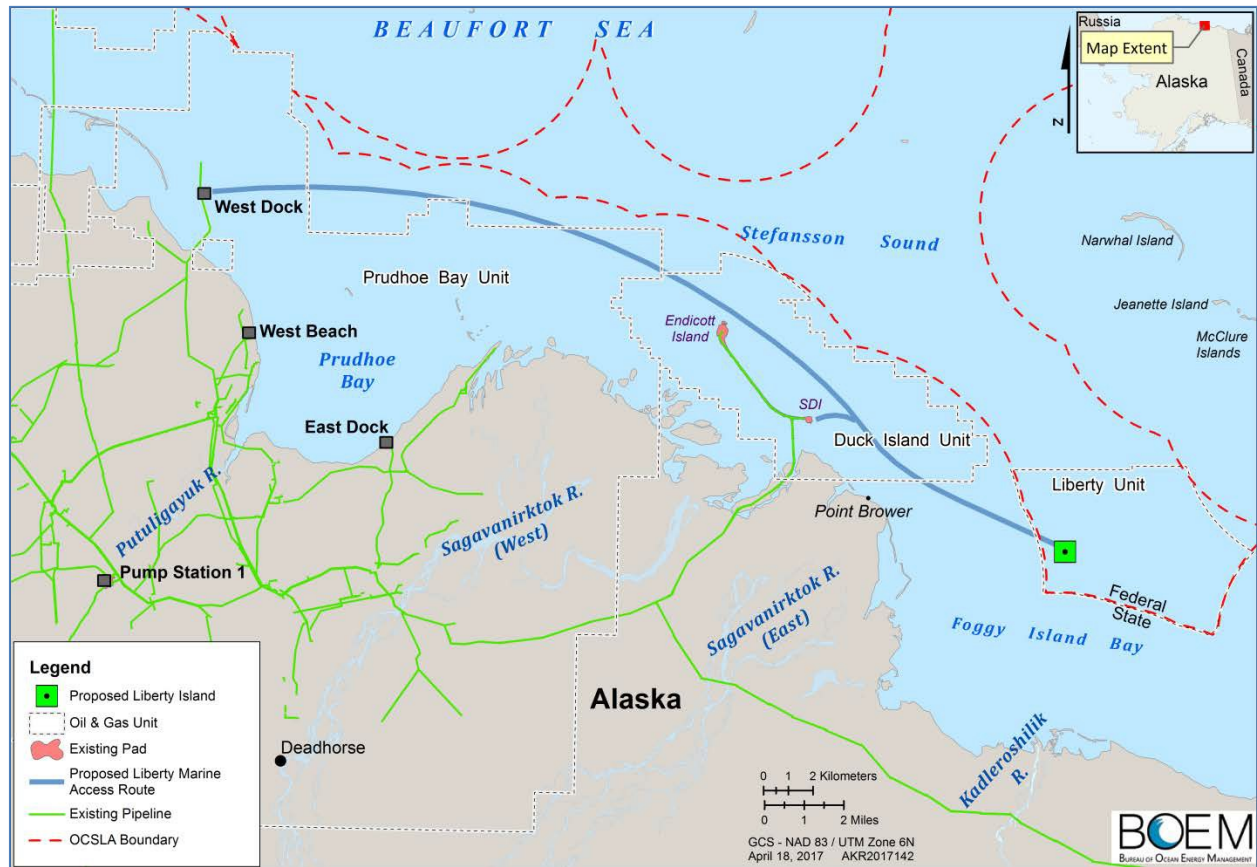 BEAUFORT SEA
Russia
Map Extent
Alaska
Canada
N
West Dock
Stefansson Sound
Narwhal Island
Prudhoe Bay Unit
Jeanette Island
West Beach
Endicott
Island
McClure
Islands
Prudhoe
Bay
SDI
East Dock
Duck Island Unit
Liberty Unit
Putuligayuk R.
Point Brower
Sagavanirktok R.
(West)
Pump Station 1
Federal
State
Sagavanirktok R.
(East)
Foggy Island Bay
Legend
Proposed Liberty Island
Oil & Gas Unit
Existing Pad
Proposed Liberty Marine
Access Route
Existing Pipeline
OCSLA Boundary
Alaska
Deadhorse
Kadleroshilik
R.
0 1 2 Kilometers
0 1 2 Miles
GCS - NAD 83 / UTM Zone 6N
April 18, 2017 AKR2017142
BOEM
BUREAU OF OCEAN ENERGY MANAGEMENT